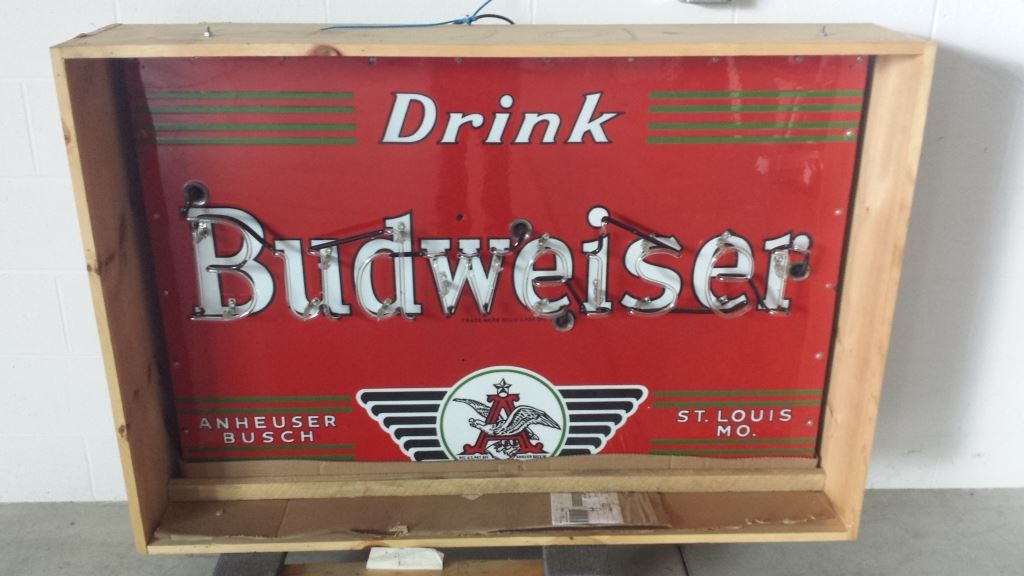 Drink
Budweiser
ANHEUSER
BUSCH
A
ST. LOUIS
MO.